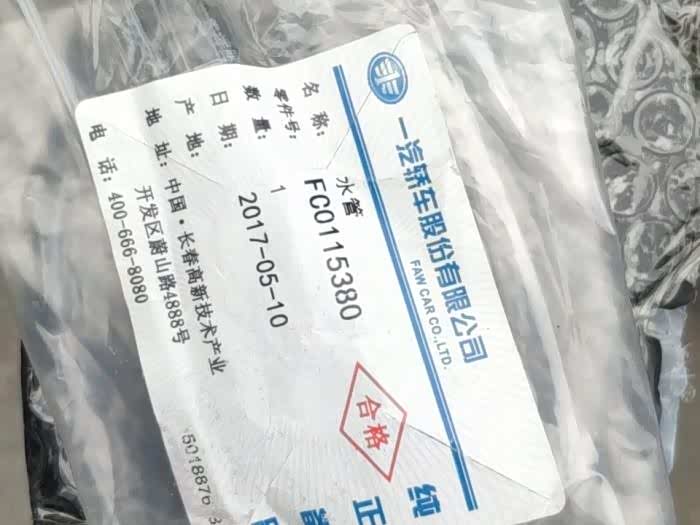 一汽轿车股份有限公司
FAW CAR CO.,LTD.
名 称: 水管
零件号: FC0115380
数 量: 1
日 期: 2017-05-10
产 地:
地 址: 中国·长春高新技术产业
开发区蔚山路4888号
电 话: 400-666-8080
合格
纯
正
5018876 3